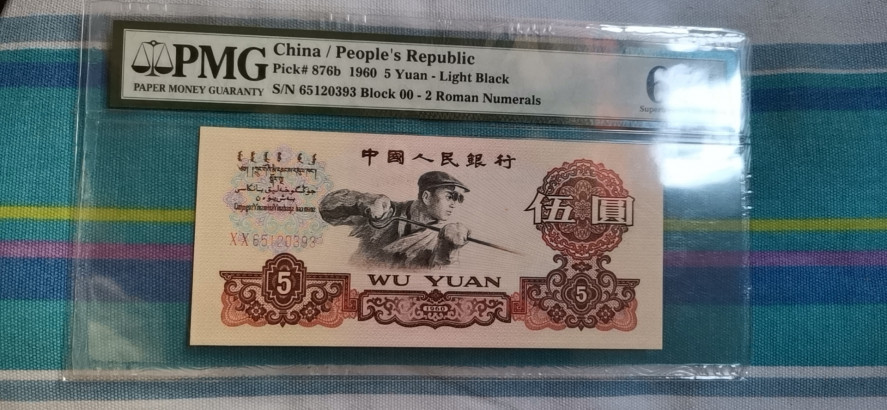 PMG
PAPER MONEY GUARANTY
China / People's Republic
Pick# 876b 1960 5 Yuan - Light Black
S/N 65120393 Block 00 - 2 Roman Numerals
中國人民銀行
X X 65120393
伍圓
5
WU YUAN
5
1960